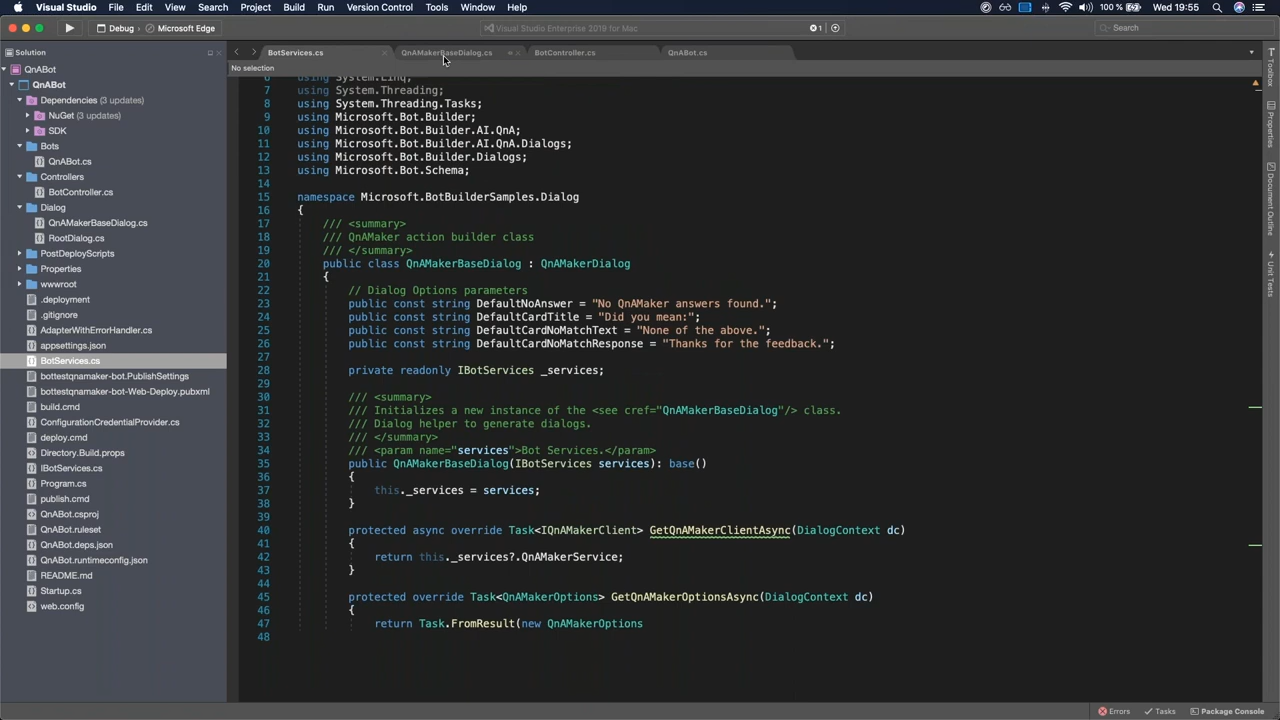 Visual Studio File Edit View Search Project Build Run Version Control Tools Window Help 100 % Wed 19:55
Debug Microsoft Edge Visual Studio Enterprise 2019 for Mac 1 Search
Solution
BotServices.cs QnAMakerBaseDialog.cs BotController.cs QnABot.cs
No selection
QnABot
QnABot
Dependencies (3 updates)
NuGet (3 updates)
SDK
Bots
QnABot.cs
Controllers
BotController.cs
Dialog
QnAMakerBaseDialog.cs
RootDialog.cs
PostDeployScripts
Properties
wwwroot
.deployment
.gitignore
AdapterWithErrorHandler.cs
appsettings.json
BotServices.cs
bottestqnamaker-bot.PublishSettings
bottestqnamaker-bot-Web-Deploy.pubxml
build.cmd
ConfigurationCredentialProvider.cs
deploy.cmd
Directory.Build.props
IBotServices.cs
Program.cs
publish.cmd
QnABot.csproj
QnABot.ruleset
QnABot.deps.json
QnABot.runtimeconfig.json
README.md
Startup.cs
web.config
6 using System.Linq;
7 using System.Threading;
8 using System.Threading.Tasks;
9 using Microsoft.Bot.Builder;
10 using Microsoft.Bot.Builder.AI.QnA;
11 using Microsoft.Bot.Builder.AI.QnA.Dialogs;
12 using Microsoft.Bot.Builder.Dialogs;
13 using Microsoft.Bot.Schema;
14
15 namespace Microsoft.BotBuilderSamples.Dialog
16 {
17 /// <summary>
18 /// QnAMaker action builder class
19 /// </summary>
20 public class QnAMakerBaseDialog : QnAMakerDialog
21 {
22 // Dialog Options parameters
23 public const string DefaultNoAnswer = "No QnAMaker answers found.";
24 public const string DefaultCardTitle = "Did you mean:";
25 public const string DefaultCardNoMatchText = "None of the above.";
26 public const string DefaultCardNoMatchResponse = "Thanks for the feedback.";
27
28 private readonly IBotServices _services;
29
30 /// <summary>
31 /// Initializes a new instance of the <see cref="QnAMakerBaseDialog"/> class.
32 /// Dialog helper to generate dialogs.
33 /// </summary>
34 /// <param name="services">Bot Services.</param>
35 public QnAMakerBaseDialog(IBotServices services): base()
36 {
37 this._services = services;
38 }
39
40 protected async override Task<IQnAMakerClient> GetQnAMakerClientAsync(DialogContext dc)
41 {
42 return this._services?.QnAMakerService;
43 }
44
45 protected override Task<QnAMakerOptions> GetQnAMakerOptionsAsync(DialogContext dc)
46 {
47 return Task.FromResult(new QnAMakerOptions
48
Toolbox
Properties
Document Outline
Unit Tests
Errors Tasks Package Console